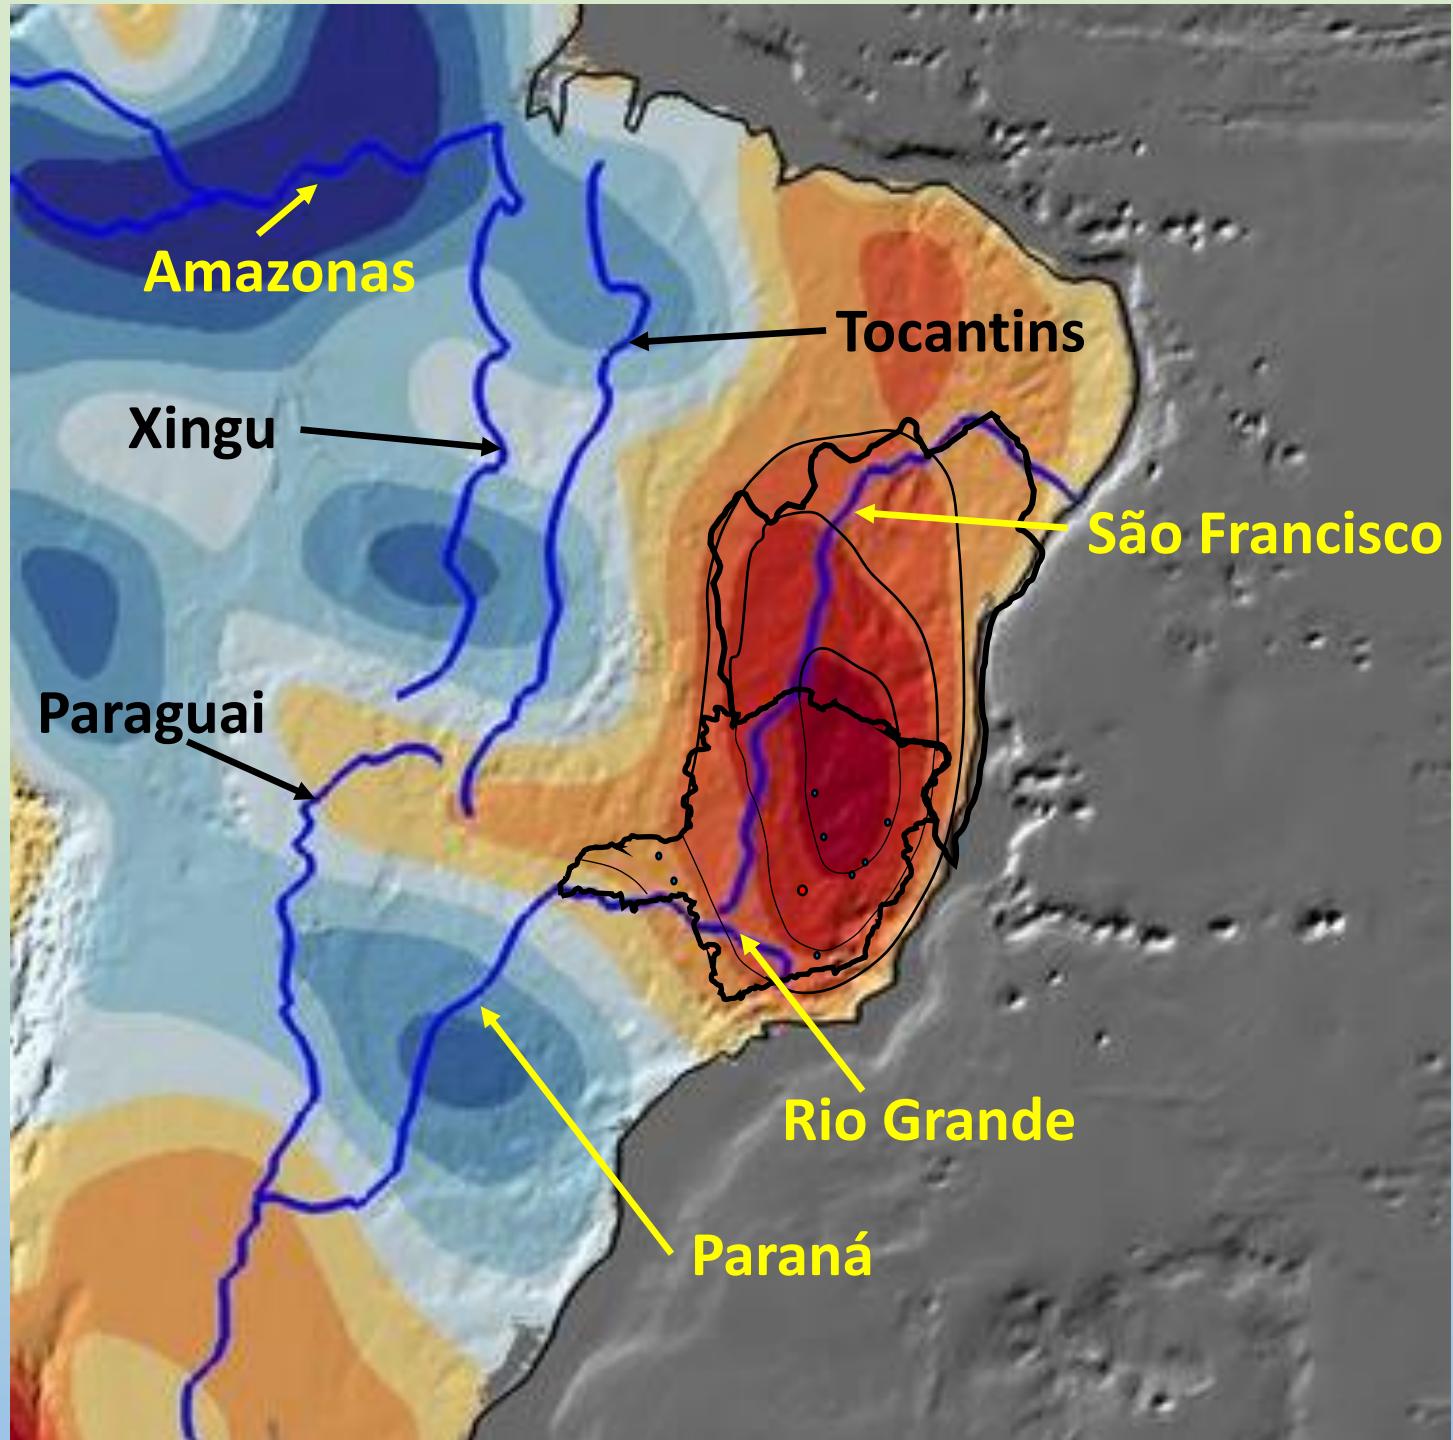 Amazonas
Tocantins
Xingu
São Francisco
Paraguai
Rio Grande
Paraná